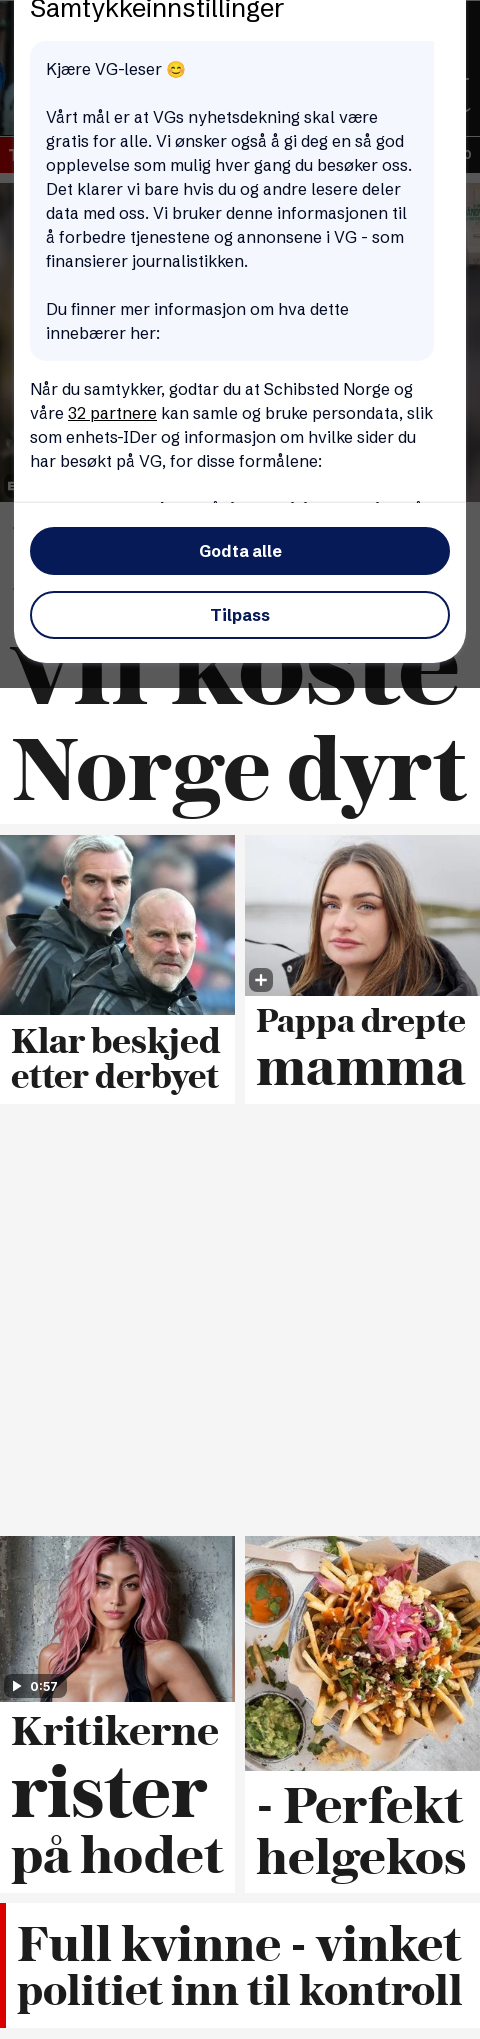 Samtykkeinnstillinger
Kjære VG-leser 😊
Vårt mål er at VGs nyhetsdekning skal være
gratis for alle. Vi ønsker også å gi deg en så god
opplevelse som mulig hver gang du besøker oss.
Det klarer vi bare hvis du og andre lesere deler
data med oss. Vi bruker denne informasjonen til
å forbedre tjenestene og annonsene i VG - som
finansierer journalistikken.
Du finner mer informasjon om hva dette
innebærer her:
Når du samtykker, godtar du at Schibsted Norge og
våre 32 partnere kan samle og bruke persondata, slik
som enhets-IDer og informasjon om hvilke sider du
har besøkt på VG, for disse formålene:
Godta alle
Tilpass
Vil koste
Norge dyrt
Klar beskjed
etter derbyet
Pappa drepte
mamma
0:57
Kritikerne
rister
på hodet
- Perfekt
helgekos
Full kvinne - vinket
politiet inn til kontroll